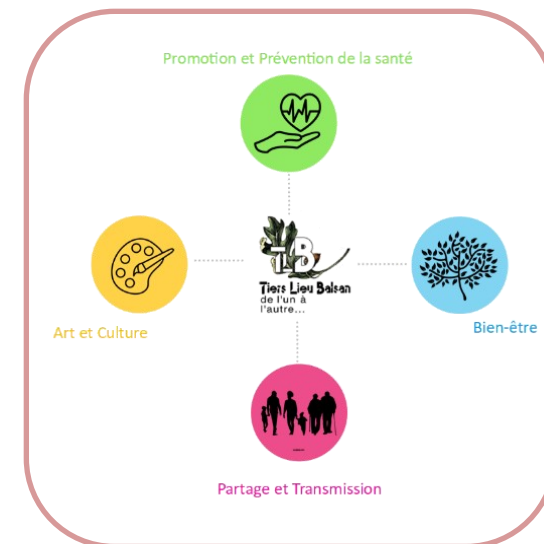 Promotion et Prévention de la santé
TLB
Tiers Lieu Balsan
de l'un à
l'autre...
Art et Culture
Bien-être
Partage et Transmission